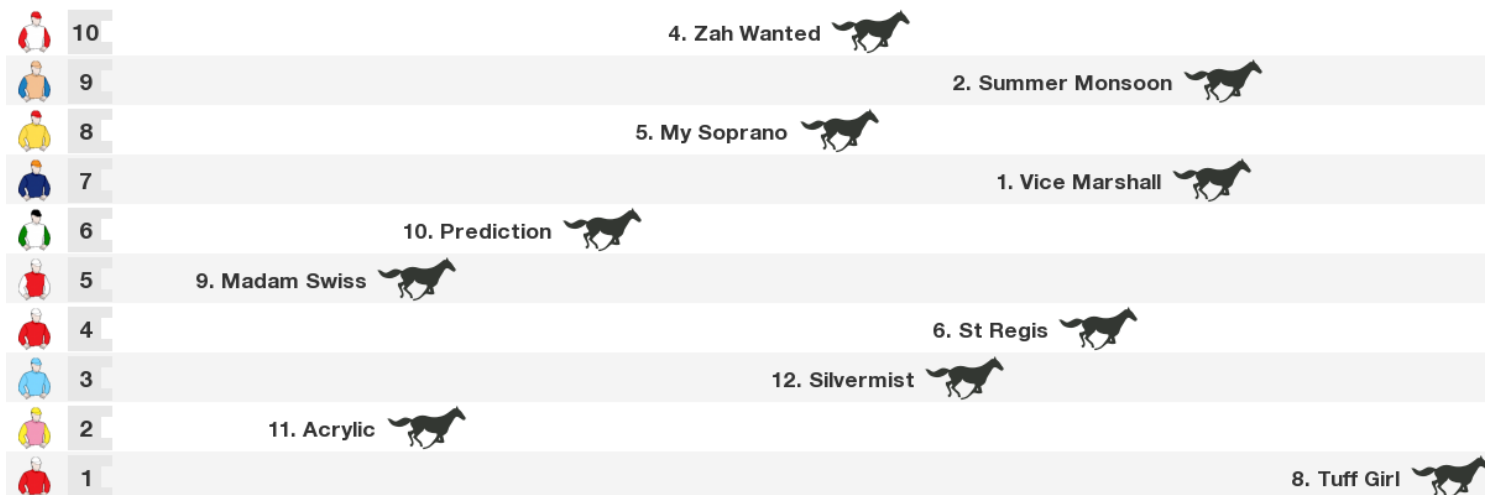 10 4. Zah Wanted
9 2. Summer Monsoon
8 5. My Soprano
7 1. Vice Marshall
6 10. Prediction
5 9. Madam Swiss
4 6. St Regis
3 12. Silvermist
2 11. Acrylic
1 8. Tuff Girl